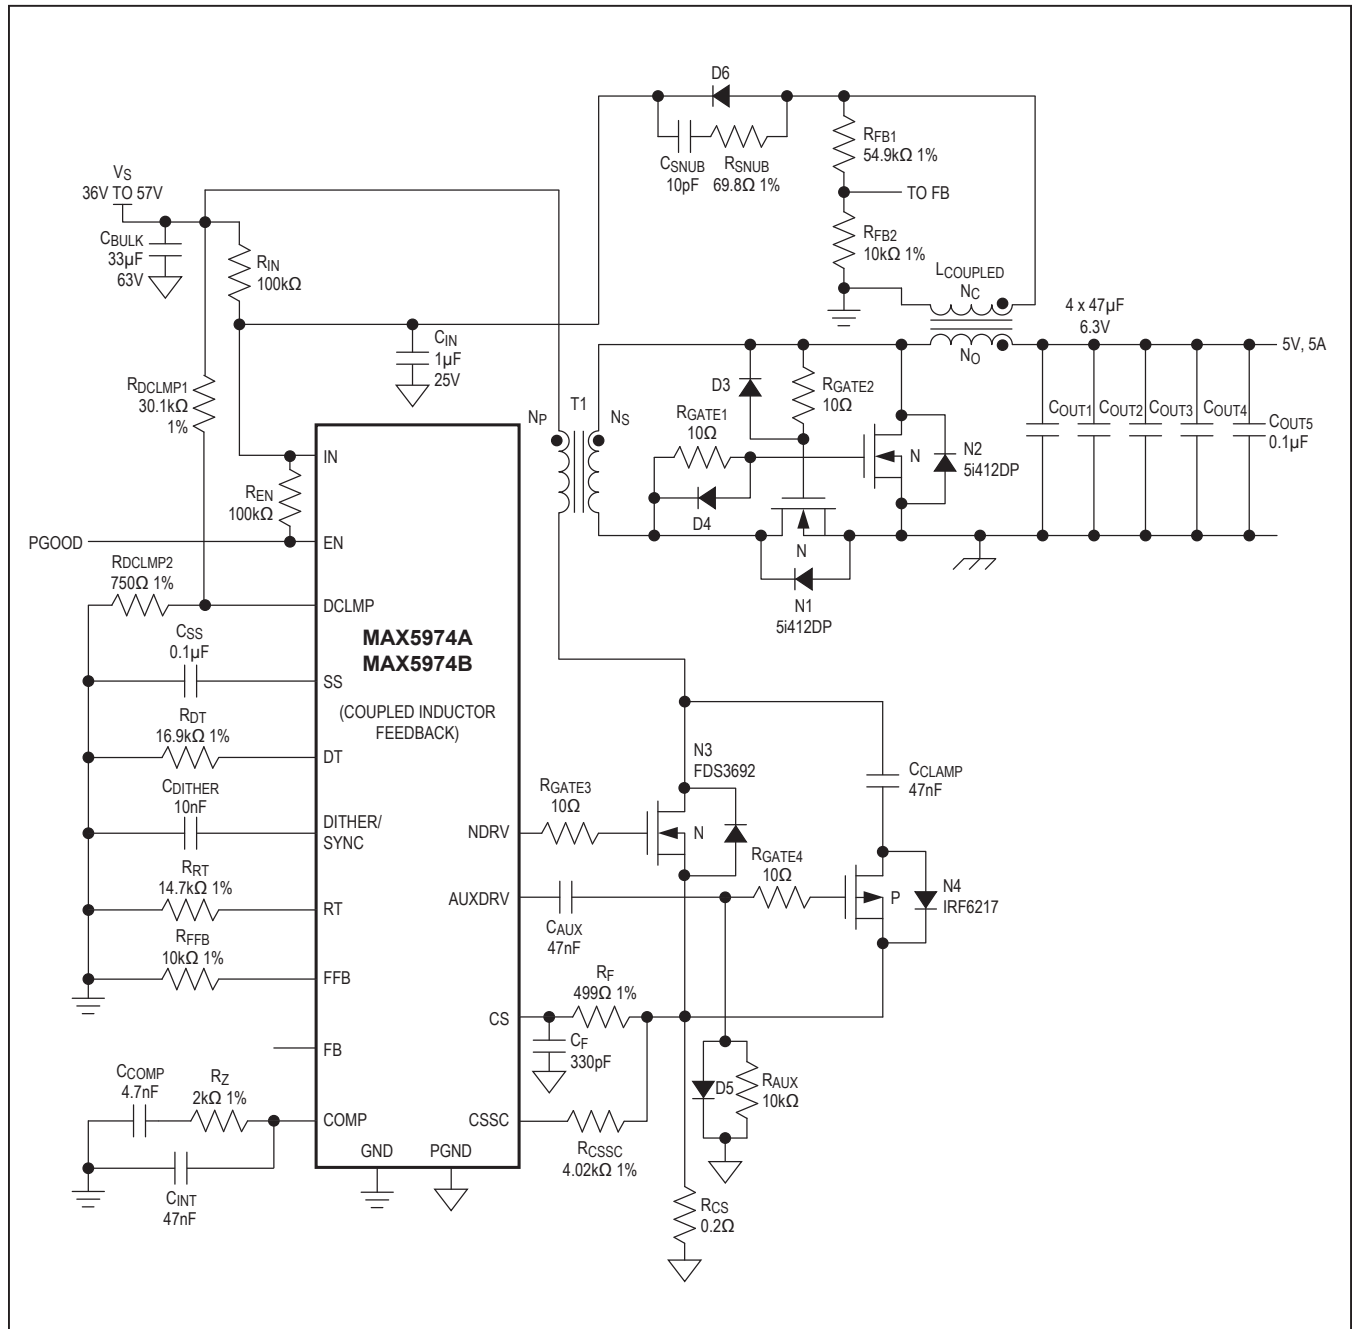 D6
CSNUB
10pF
RSNUB
69.8Ω 1%
RFB1
54.9kΩ 1%
TO FB
RFB2
10kΩ 1%
VS
36V TO 57V
CBULK
33µF
63V
RIN
100kΩ
CIN
1µF
25V
LCOUPLED
NC
NO
4 x 47µF
6.3V
5V, 5A
RDCLMP1
30.1kΩ
1%
NP
T1
NS
D3
RGATE2
10Ω
RGATE1
10Ω
D4
N
N2
5i412DP
N
N1
5i412DP
COUT1
COUT2
COUT3
COUT4
COUT5
0.1µF
IN
REN
100kΩ
PGOOD
EN
RDCLMP2
750Ω 1%
DCLMP
MAX5974A
MAX5974B
(COUPLED INDUCTOR
FEEDBACK)
CSS
0.1µF
SS
RDT
16.9kΩ 1%
DT
CDITHER
10nF
DITHER/
SYNC
RRT
14.7kΩ 1%
RT
RFFB
10kΩ 1%
FFB
FB
CCOMP
4.7nF
RZ
2kΩ 1%
COMP
CINT
47nF
GND
PGND
NDRV
RGATE3
10Ω
N3
FDS3692
N
CCLAMP
47nF
AUXDRV
CAUX
47nF
RGATE4
10Ω
P
N4
IRF6217
CS
RF
499Ω 1%
CF
330pF
D5
RAUX
10kΩ
CSSC
RCSSC
4.02kΩ 1%
RCS
0.2Ω